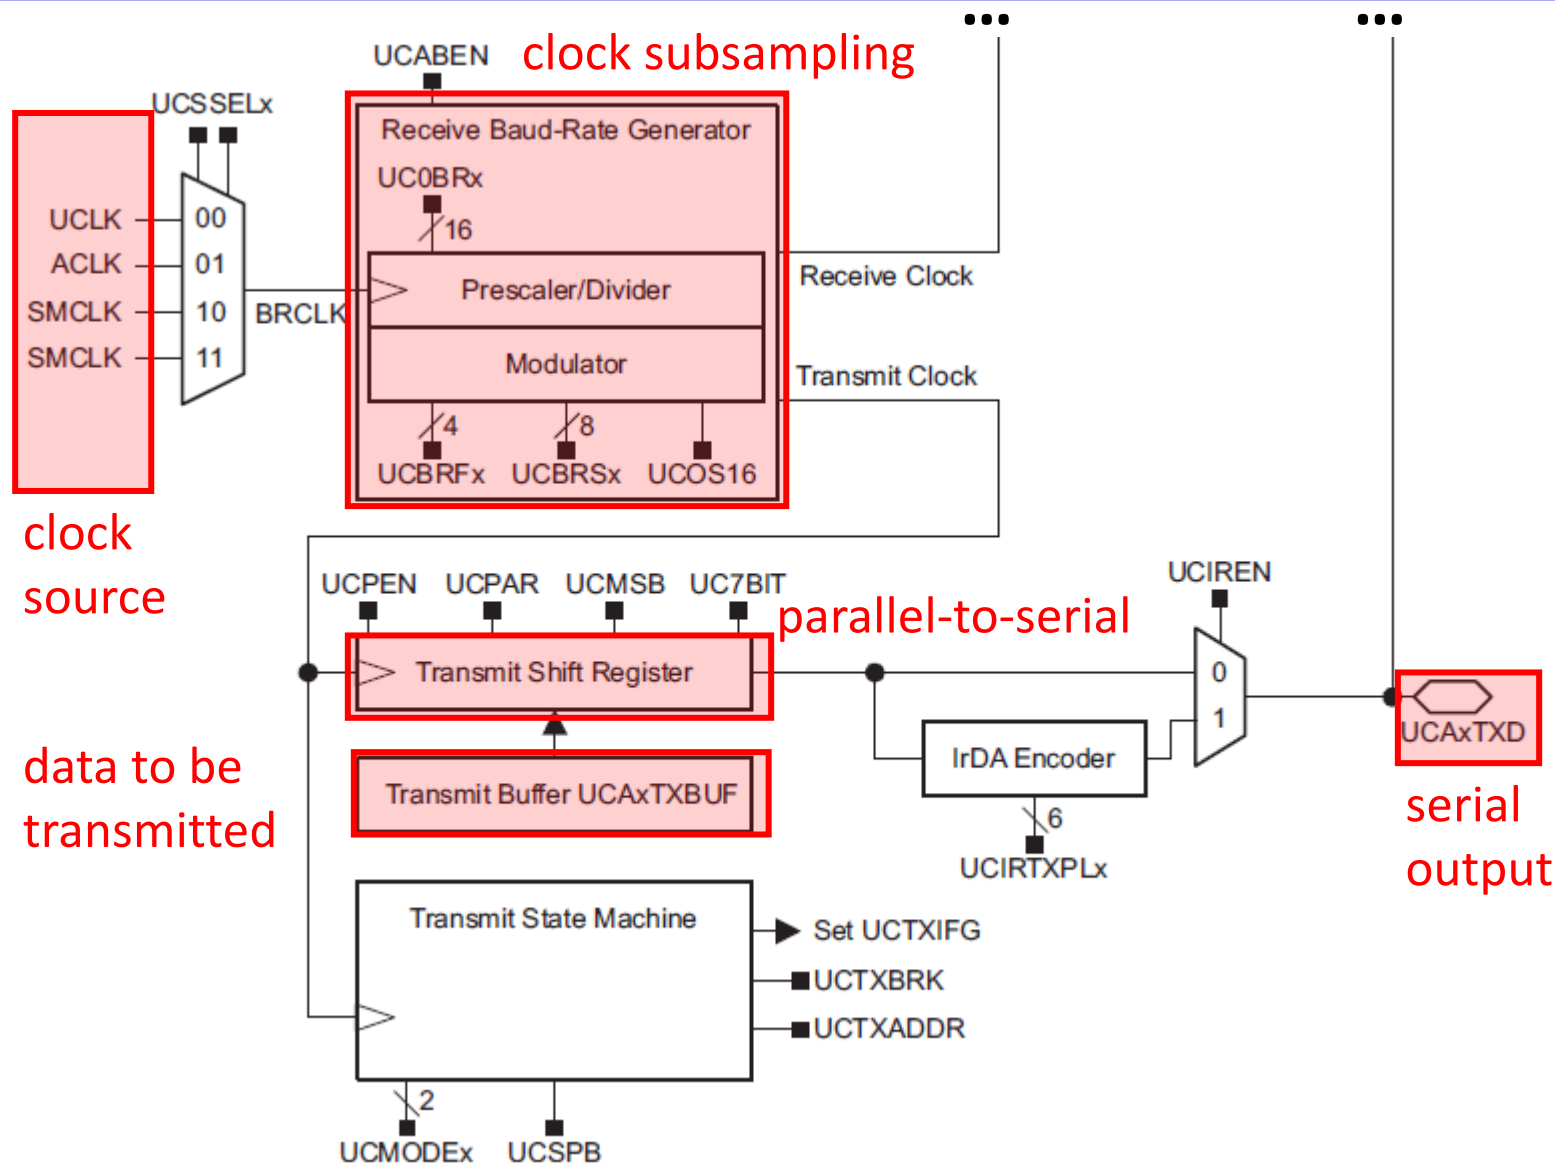 •••
•••
UCABEN
clock subsampling
UCSSELx
Receive Baud-Rate Generator
UC0BRx
16
UCLK
00
ACLK
01
SMCLK
10
SMCLK
11
BRCLK
Prescaler/Divider
Modulator
Receive Clock
Transmit Clock
4
8
UCBRFx
UCBRSx
UCOS16
clock
source
UCPEN
UCPAR
UCMSB
UC7BIT
parallel-to-serial
UCIREN
Transmit Shift Register
0
1
UCAxTXD
data to be
transmitted
Transmit Buffer UCAxTXBUF
IrDA Encoder
6
UCIRTXPLx
serial
output
Transmit State Machine
Set UCTXIFG
UCTXBRK
UCTXADDR
2
UCMODEx
UCSPB